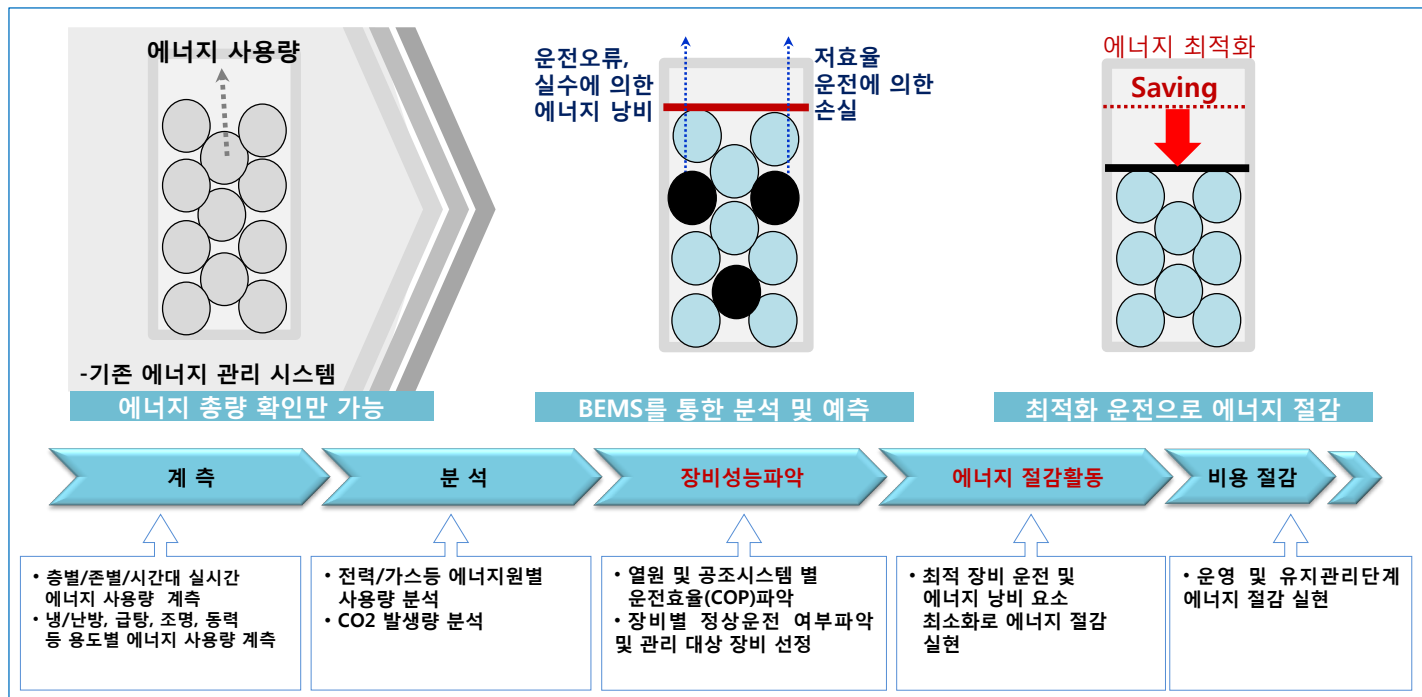 에너지 사용량
-기존 에너지 관리 시스템
에너지 총량 확인만 가능
운전오류,
실수에 의한
에너지 낭비
저효율
운전에 의한
손실
BEMS를 통한 분석 및 예측
에너지 최적화
Saving
최적화 운전으로 에너지 절감
계 측
분 석
장비성능파악
에너지 절감활동
비용 절감
• 층별/존별/시간대 실시간
에너지 사용량 계측
• 냉/난방, 급탕, 조명, 동력
등 용도별 에너지 사용량 계측
• 전력/가스등 에너지원별
사용량 분석
• CO2 발생량 분석
• 열원 및 공조시스템 별
운전효율(COP)파악
• 장비별 정상운전 여부파악
및 관리 대상 장비 선정
• 최적 장비 운전 및
에너지 낭비 요소
최소화로 에너지 절감
실현
• 운영 및 유지관리단계
에너지 절감 실현